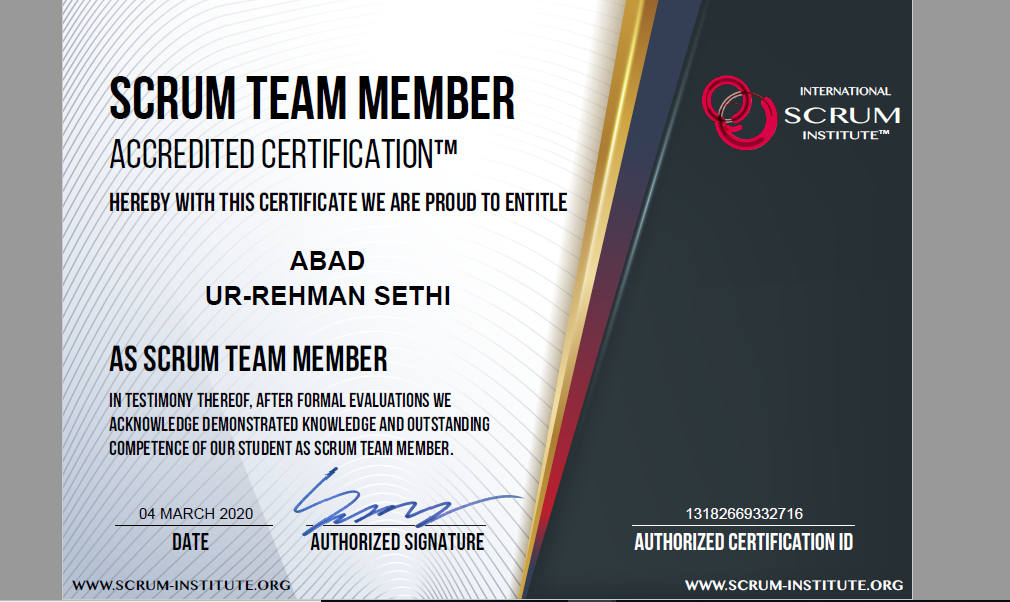 SCRUM TEAM MEMBER
ACCREDITED CERTIFICATION™
HEREBY WITH THIS CERTIFICATE WE ARE PROUD TO ENTITLE
ABAD
UR-REHMAN SETHI
AS SCRUM TEAM MEMBER
IN TESTIMONY THEREOF, AFTER FORMAL EVALUATIONS WE
ACKNOWLEDGE DEMONSTRATED KNOWLEDGE AND OUTSTANDING
COMPETENCE OF OUR STUDENT AS SCRUM TEAM MEMBER.
04 MARCH 2020
DATE
AUTHORIZED SIGNATURE
WWW.SCRUM-INSTITUTE.ORG
INTERNATIONAL
SCRUM
INSTITUTE™
13182669332716
AUTHORIZED CERTIFICATION ID
WWW.SCRUM-INSTITUTE.ORG